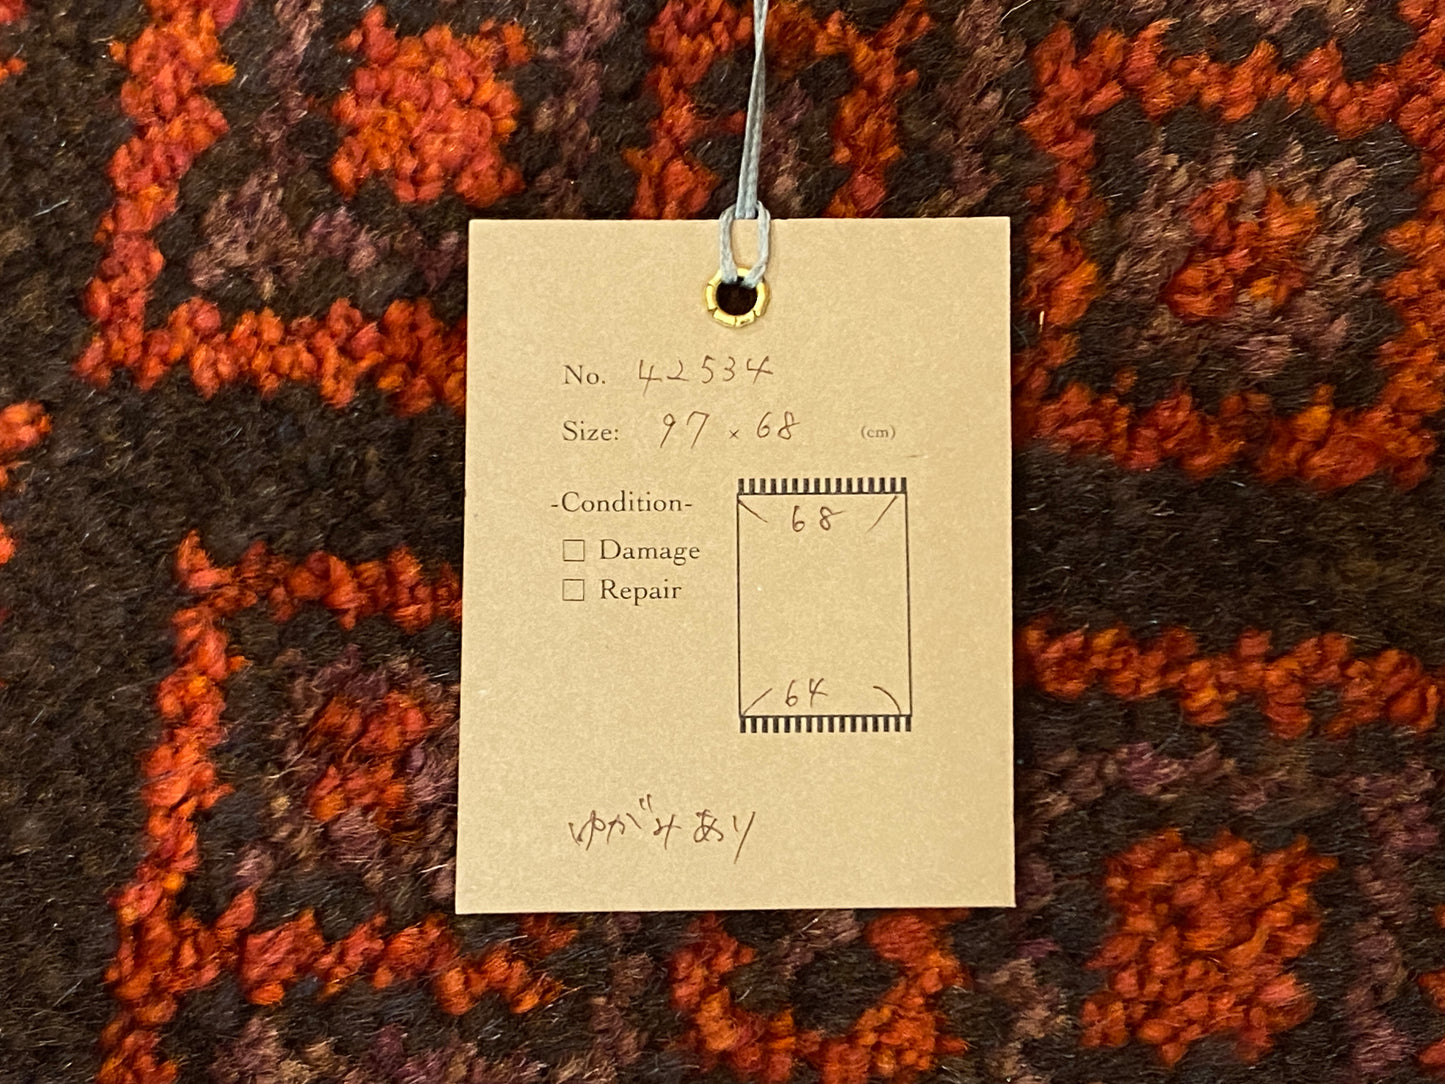 No. 42534
Size: 97 × 68 (cm)
-Condition-
□ Damage
□ Repair
68
64
ゆがみあり